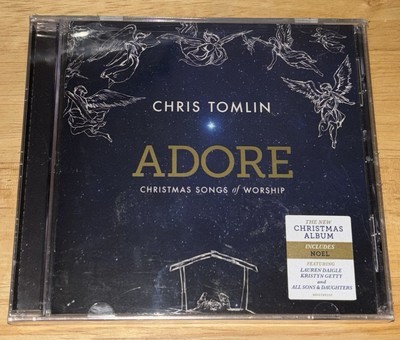 CHRIS TOMLIN
ADORE
CHRISTMAS SONGS of WORSHIP
THE NEW
CHRISTMAS
ALBUM
INCLUDES
NOEL
FEATURING
LAUREN DAIGLE
KRISTYN GETTY
and
ALL SONS & DAUGHTERS